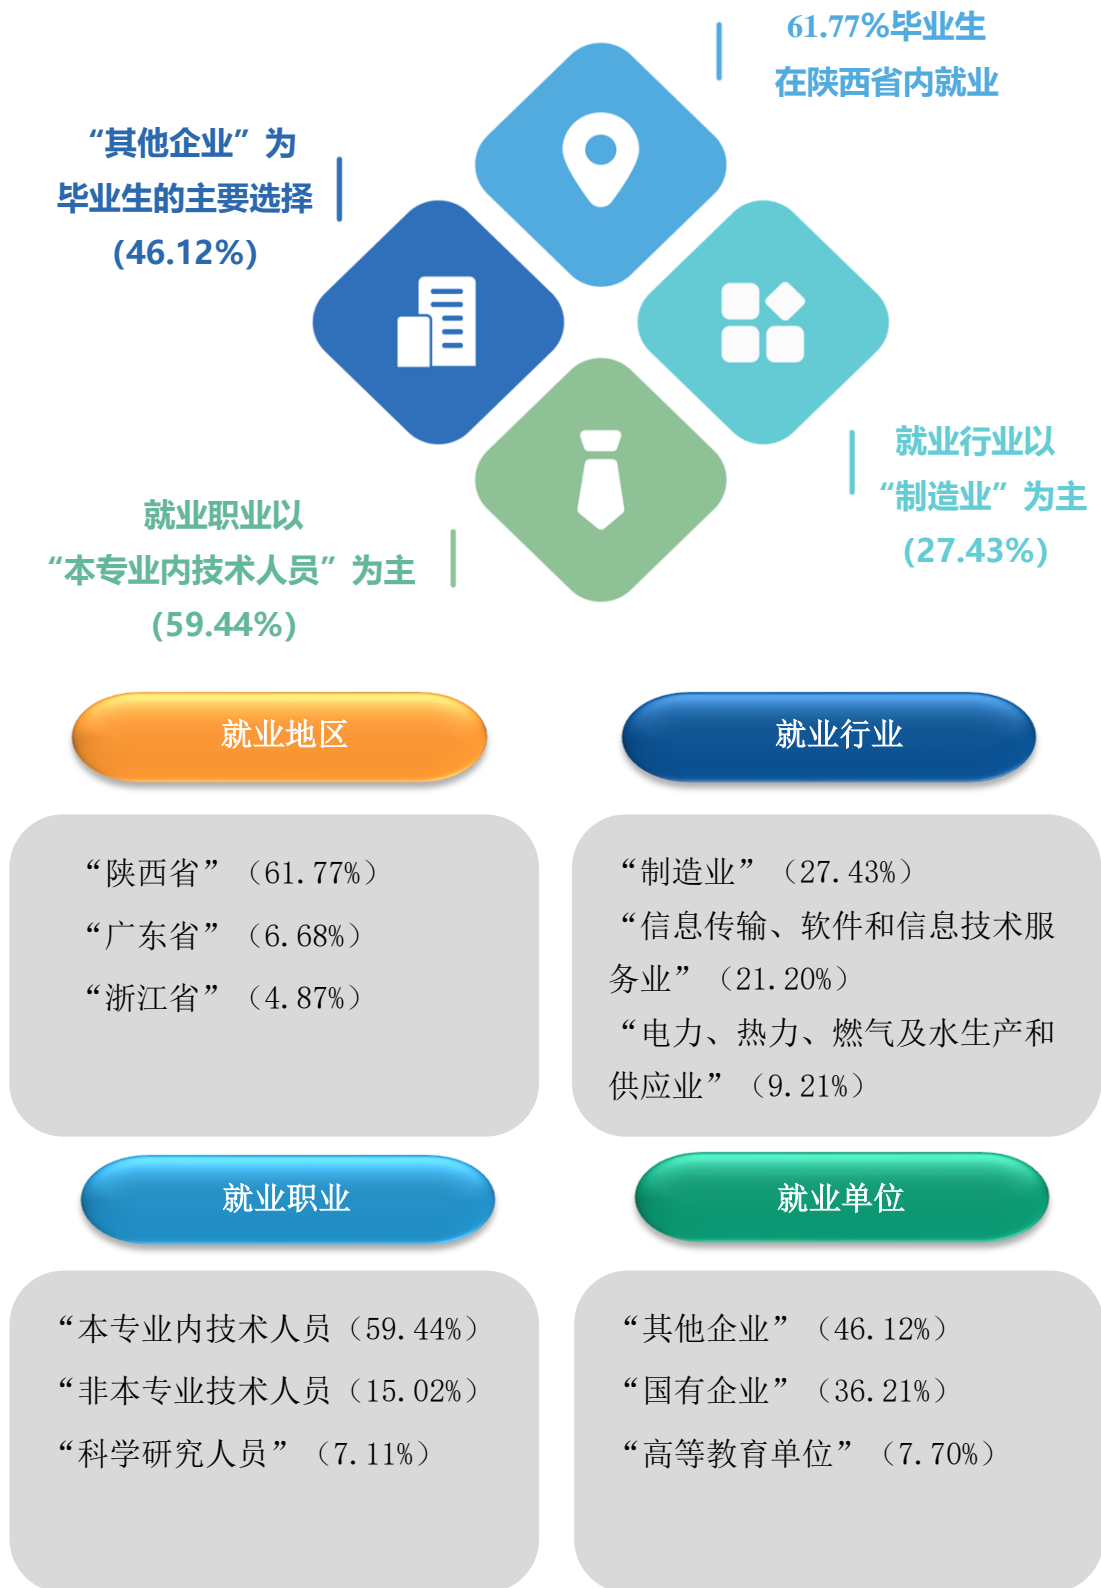 61.77%毕业生
在陕西省内就业
“其他企业”为
毕业生的主要选择
(46.12%)
就业行业以
“制造业”为主
(27.43%)
就业职业以
“本专业内技术人员”为主
(59.44%)
就业地区
就业行业
“陕西省”（61.77%）
“广东省”（6.68%）
“浙江省”（4.87%）
“制造业”（27.43%）
“信息传输、软件和信息技术服
务业”（21.20%）
“电力、热力、燃气及水生产和
供应业”（9.21%）
就业职业
就业单位
“本专业内技术人员（59.44%）
“非本专业技术人员（15.02%）
“科学研究人员”（7.11%）
“其他企业”（46.12%）
“国有企业”（36.21%）
“高等教育单位”（7.70%）